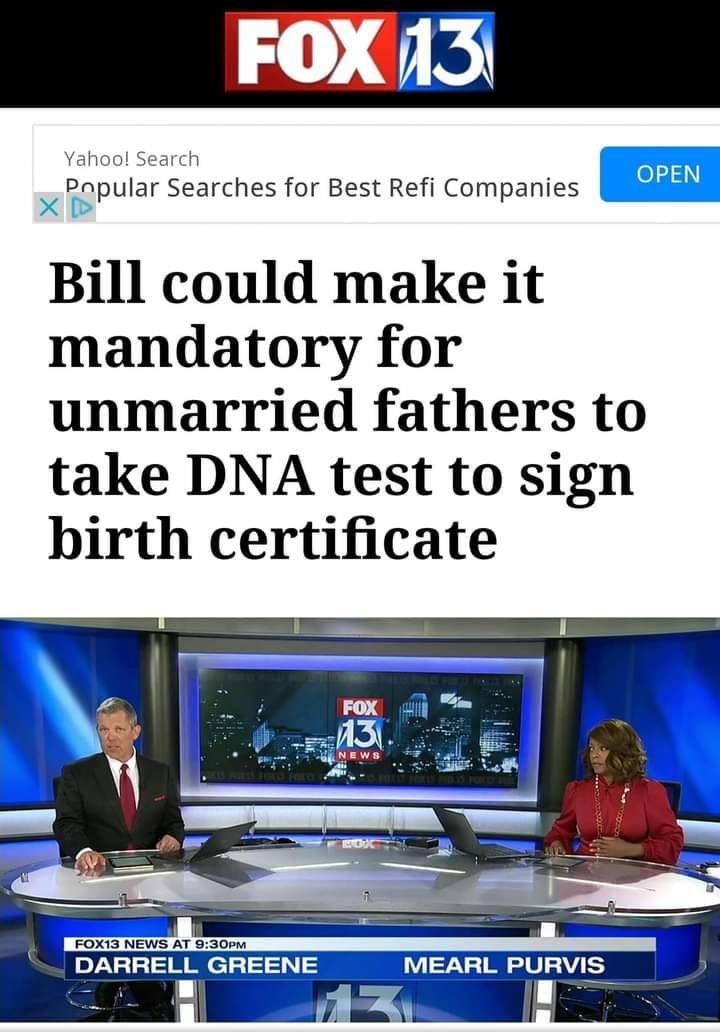 FOX 13
Yahoo! Search
Popular Searches for Best Refi Companies
OPEN
Bill could make it
mandatory for
unmarried fathers to
take DNA test to sign
birth certificate
FOX
13
NEWS
FOX
FOX13 NEWS AT 9:30PM
DARRELL GREENE MEARL PURVIS
13